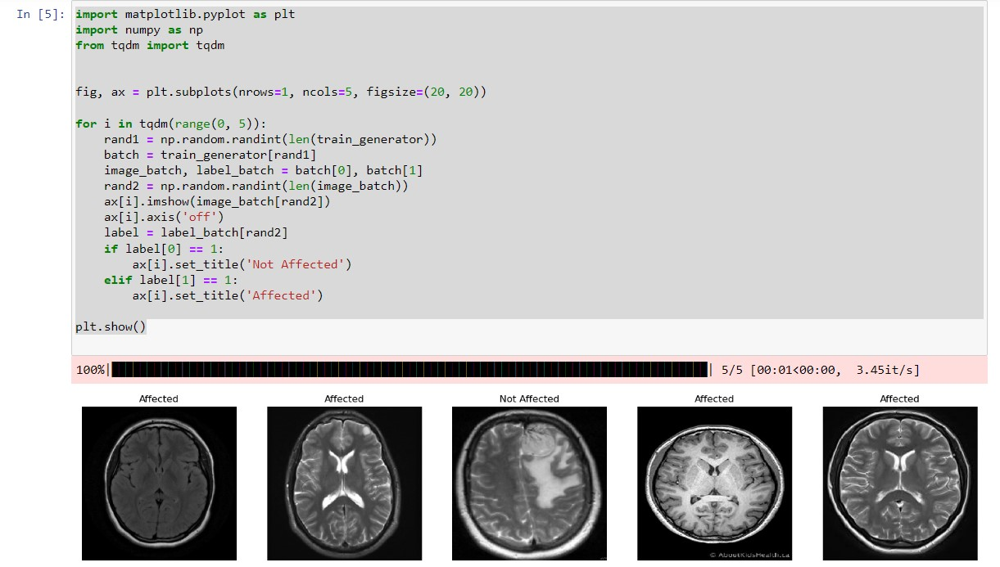 In [5]:
import matplotlib.pyplot as plt
import numpy as np
from tqdm import tqdm
fig, ax = plt.subplots(nrows=1, ncols=5, figsize=(20, 20))
for i in tqdm(range(0, 5)):
    rand1 = np.random.randint(len(train_generator))
    batch = train_generator[rand1]
    image_batch, label_batch = batch[0], batch[1]
    rand2 = np.random.randint(len(image_batch))
    ax[i].imshow(image_batch[rand2])
    ax[i].axis('off')
    label = label_batch[rand2]
    if label[0] == 1:
        ax[i].set_title('Not Affected')
    elif label[1] == 1:
        ax[i].set_title('Affected')
plt.show()
100%| | 5/5 [00:01<00:00,  3.45it/s]
Affected
Affected
Not Affected
Affected
Affected
© AboutKidsHealth.ca